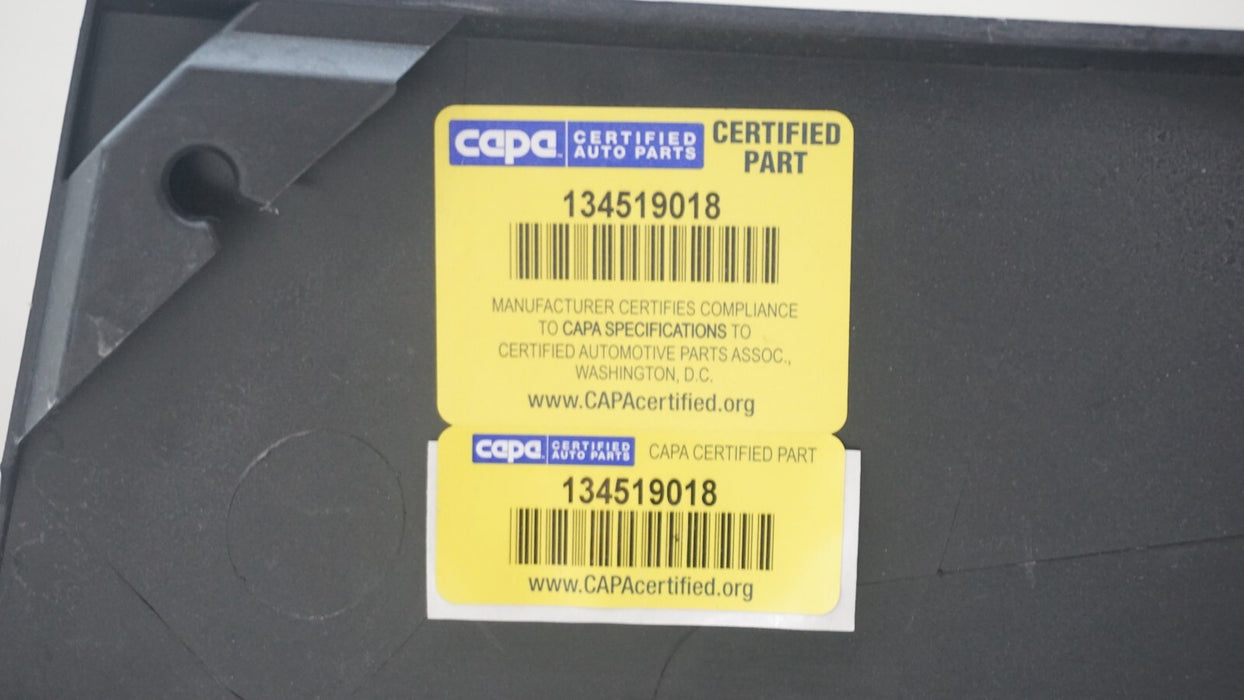 capa CERTIFIED AUTO PARTS
CERTIFIED PART
134519018
MANUFACTURER CERTIFIES COMPLIANCE
TO CAPA SPECIFICATIONS TO
CERTIFIED AUTOMOTIVE PARTS ASSOC.,
WASHINGTON, D.C.
www.CAPAcertified.org
capa CERTIFIED AUTO PARTS
CAPA CERTIFIED PART
134519018
www.CAPAcertified.org